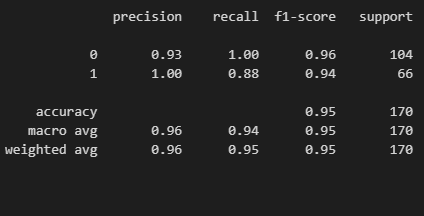 precision recall f1-score support
0 0.93 1.00 0.96 104
1 1.00 0.88 0.94 66
accuracy 0.95 170
macro avg 0.96 0.94 0.95 170
weighted avg 0.96 0.95 0.95 170